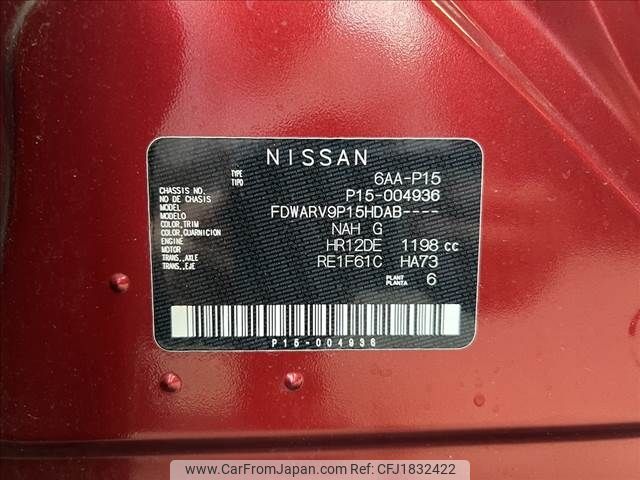 NISSAN
TYPE
TIPO 6AA-P15
CHASSIS NO.
NO DE CHASIS P15-004936
MODEL
MODELO FDWARV9P15HDAB----
COLOR,TRIM
COLOR,GUARNICION NAH G
ENGINE
MOTOR HR12DE 1198 cc
TRANS.,AXLE
TRANS.,EJE RE1F61C HA73
PLANT
PLANTA 6
P15-004936
www.CarFromJapan.com Ref No. CFJ1832422